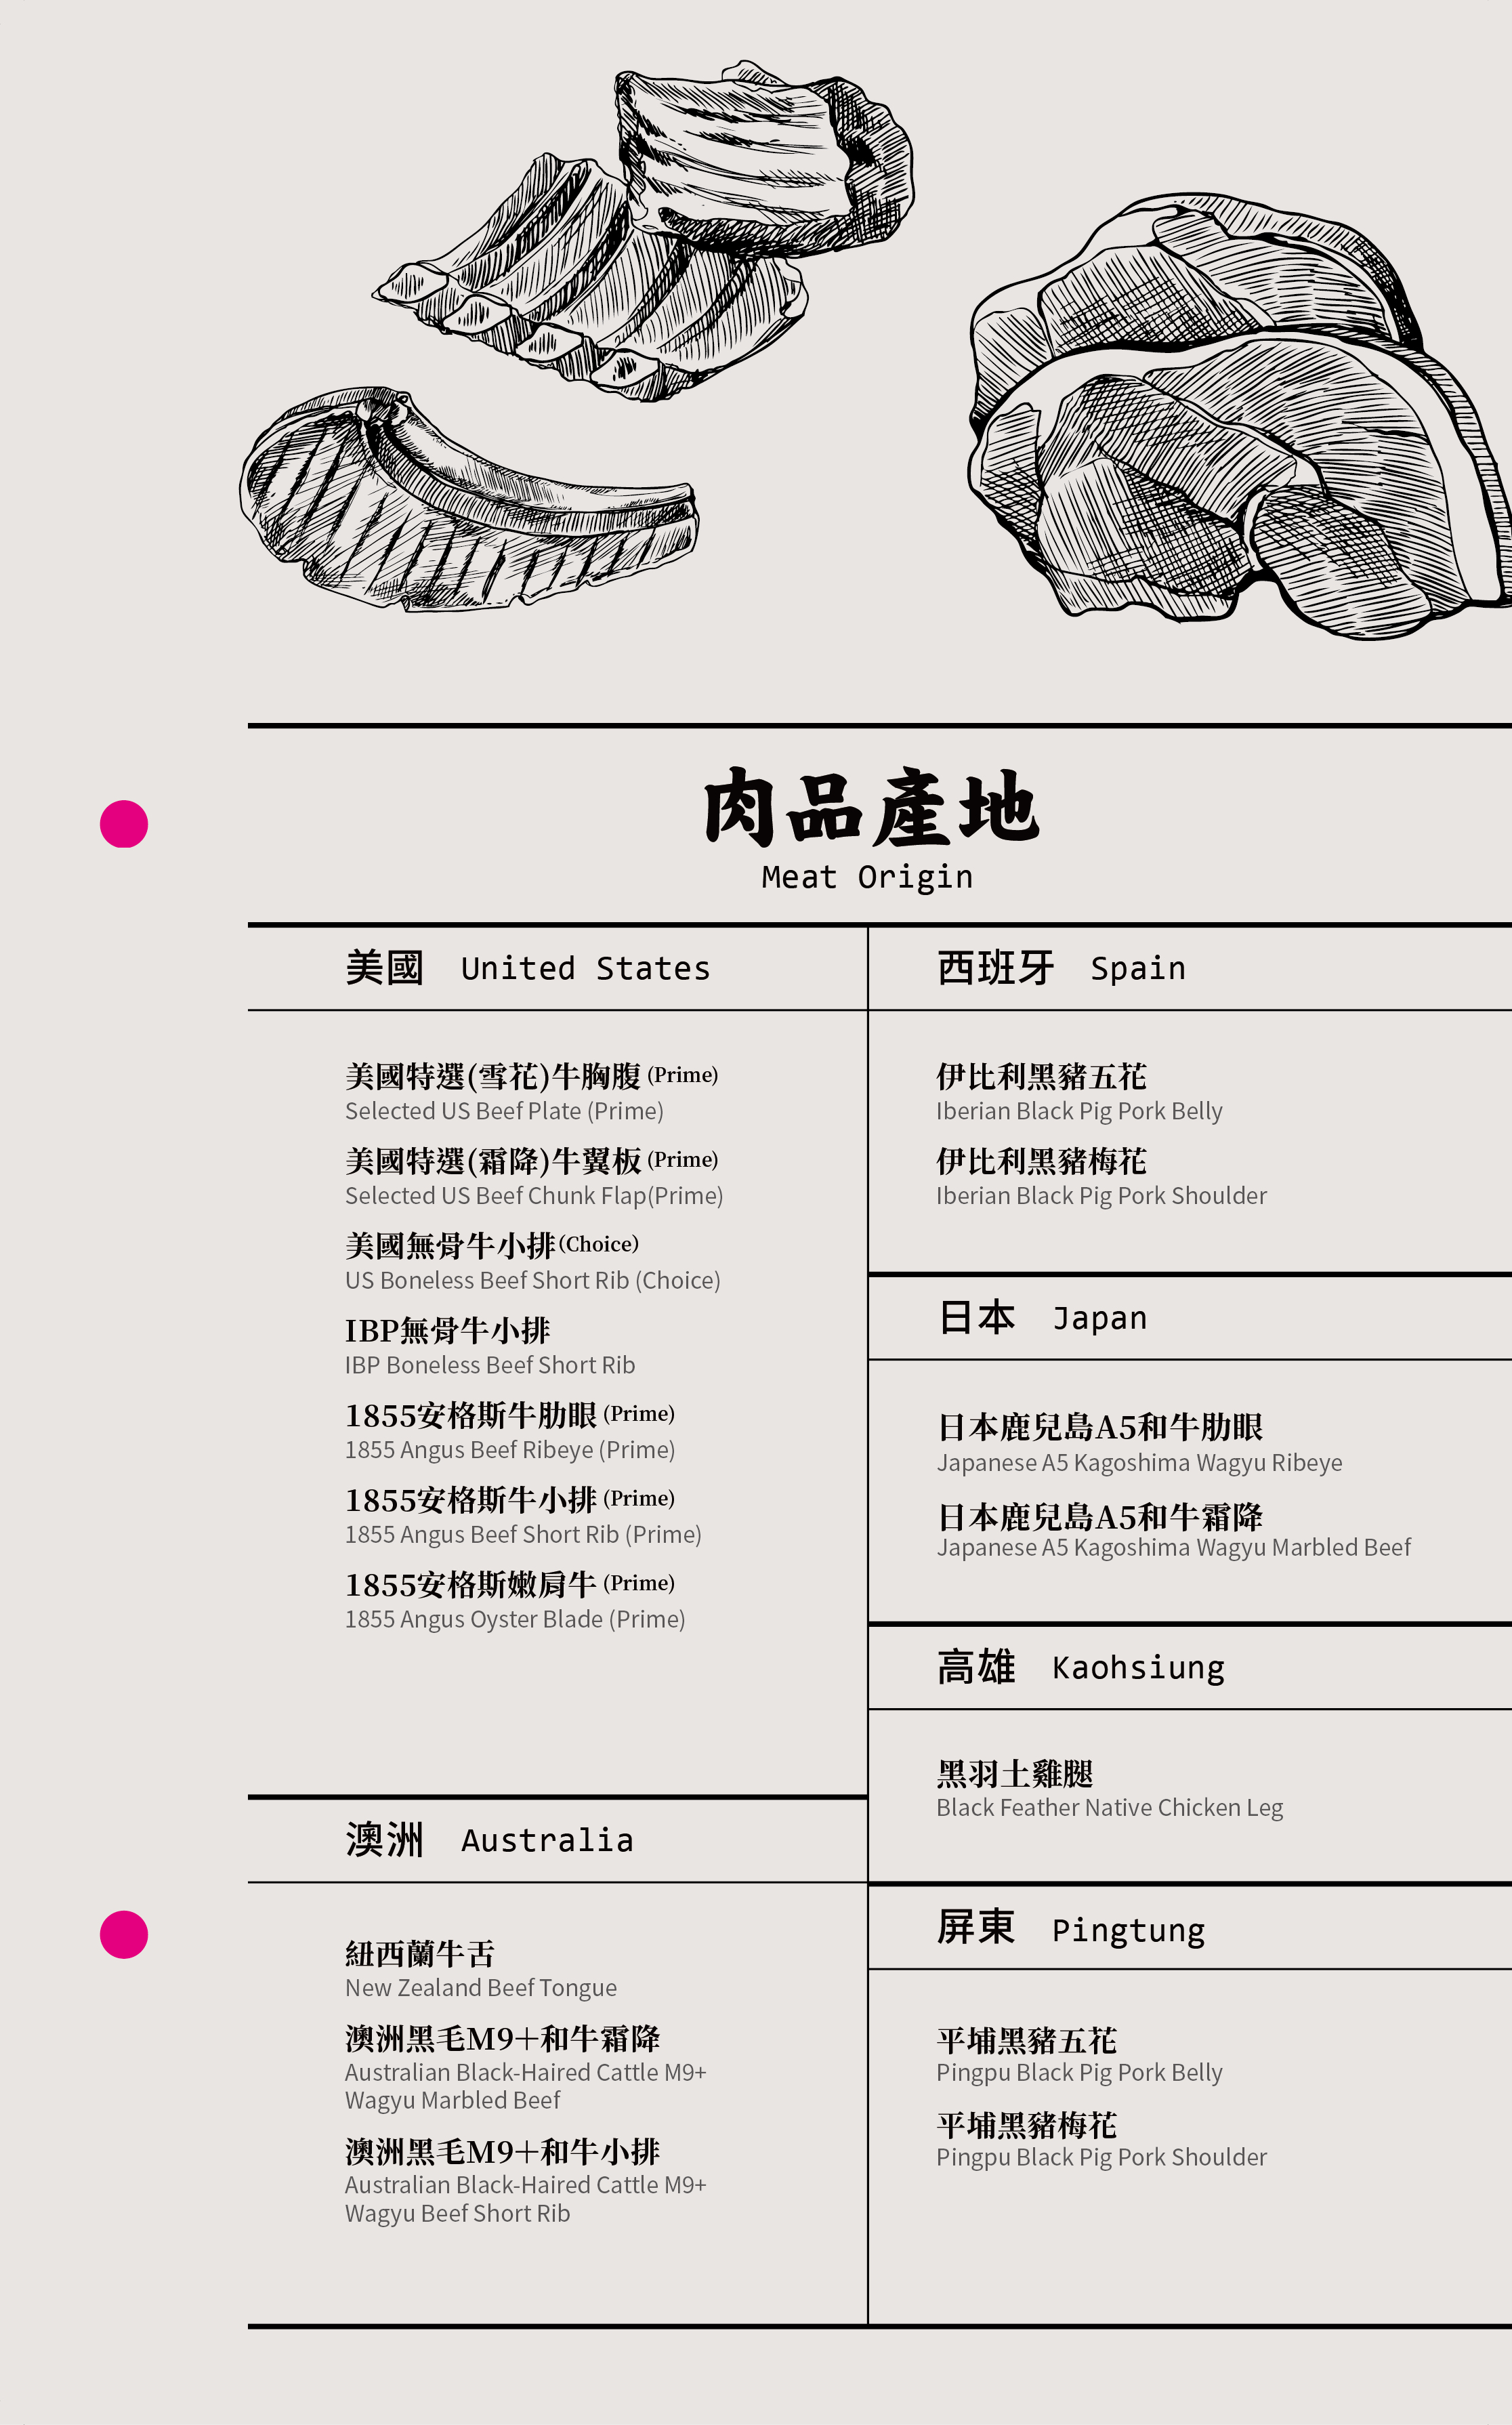 肉品產地
Meat Origin
美國 United States
美國特選(雪花)牛胸腹 (Prime)
Selected US Beef Plate (Prime)
美國特選(霜降)牛翼板 (Prime)
Selected US Beef Chunk Flap(Prime)
美國無骨牛小排(Choice)
US Boneless Beef Short Rib (Choice)
IBP無骨牛小排
IBP Boneless Beef Short Rib
1855安格斯牛肋眼 (Prime)
1855 Angus Beef Ribeye (Prime)
1855安格斯牛小排 (Prime)
1855 Angus Beef Short Rib (Prime)
1855安格斯嫩肩牛 (Prime)
1855 Angus Oyster Blade (Prime)
澳洲 Australia
紐西蘭牛舌
New Zealand Beef Tongue
澳洲黑毛M9+和牛霜降
Australian Black-Haired Cattle M9+
Wagyu Marbled Beef
澳洲黑毛M9+和牛小排
Australian Black-Haired Cattle M9+
Wagyu Beef Short Rib
西班牙 Spain
伊比利黑豬五花
Iberian Black Pig Pork Belly
伊比利黑豬梅花
Iberian Black Pig Pork Shoulder
日本 Japan
日本鹿兒島A5和牛肋眼
Japanese A5 Kagoshima Wagyu Ribeye
日本鹿兒島A5和牛霜降
Japanese A5 Kagoshima Wagyu Marbled Beef
高雄 Kaohsiung
黑羽土雞腿
Black Feather Native Chicken Leg
屏東 Pingtung
平埔黑豬五花
Pingpu Black Pig Pork Belly
平埔黑豬梅花
Pingpu Black Pig Pork Shoulder